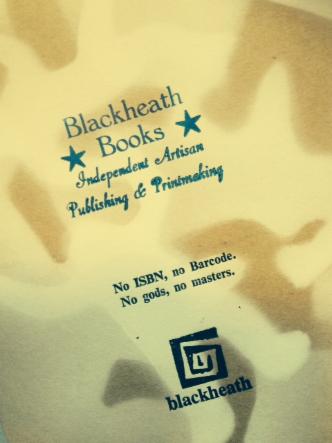 Blackheath
Books
Independent Artisan
Publishing & Printmaking
No ISBN, no Barcode.
No gods, no masters.
blackheath